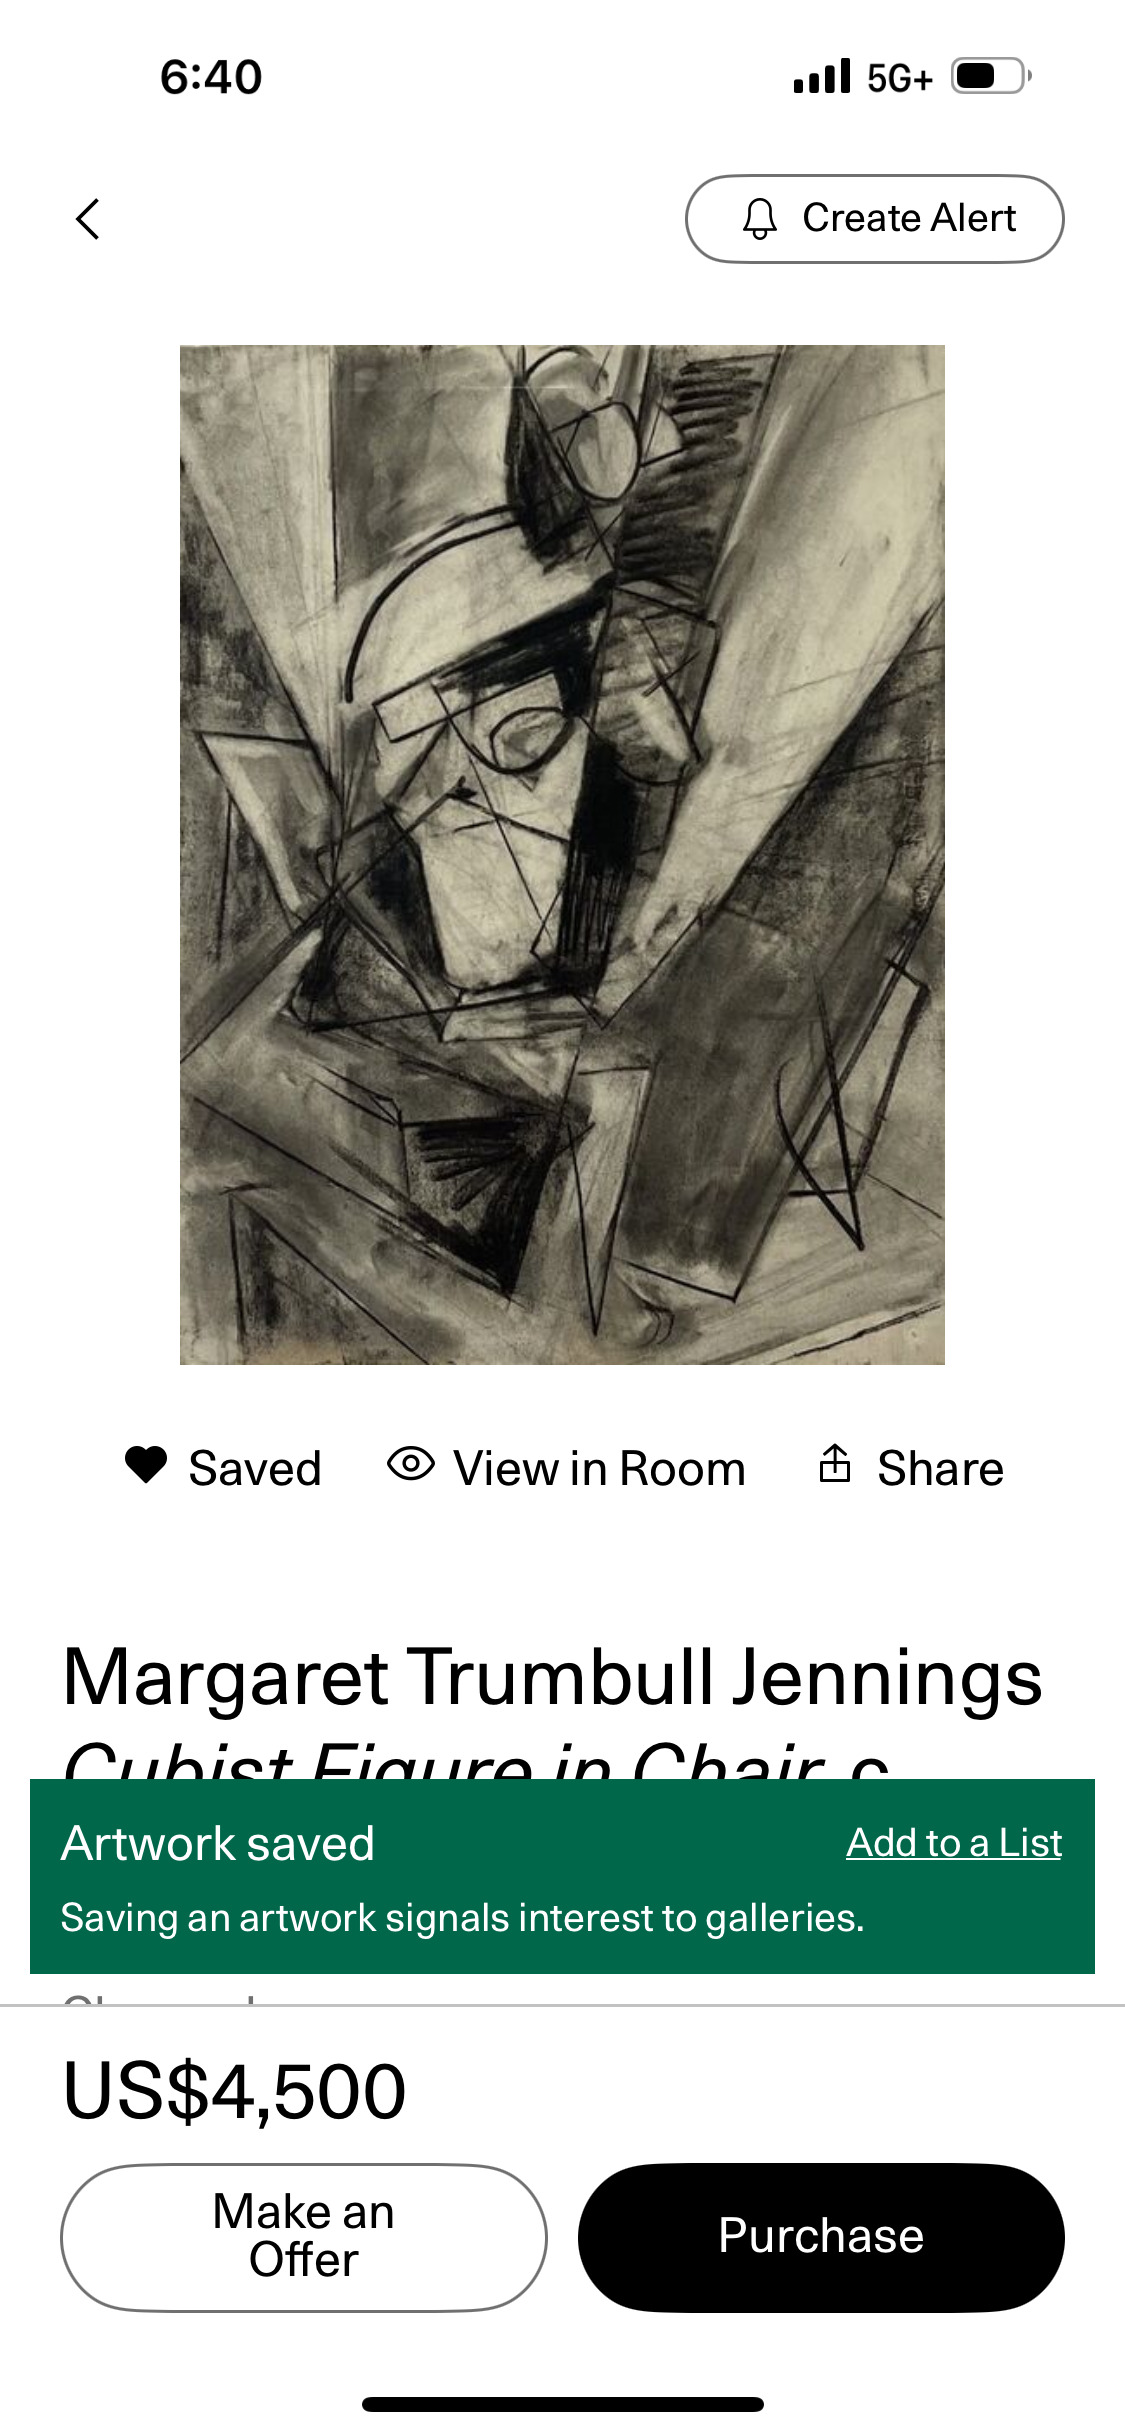 6:40
5G+
Create Alert
Saved
View in Room
Share
Margaret Trumbull Jennings
Cubist Figure in Chair, c
Artwork saved
Add to a List
Saving an artwork signals interest to galleries.
US$4,500
Make an
Offer
Purchase